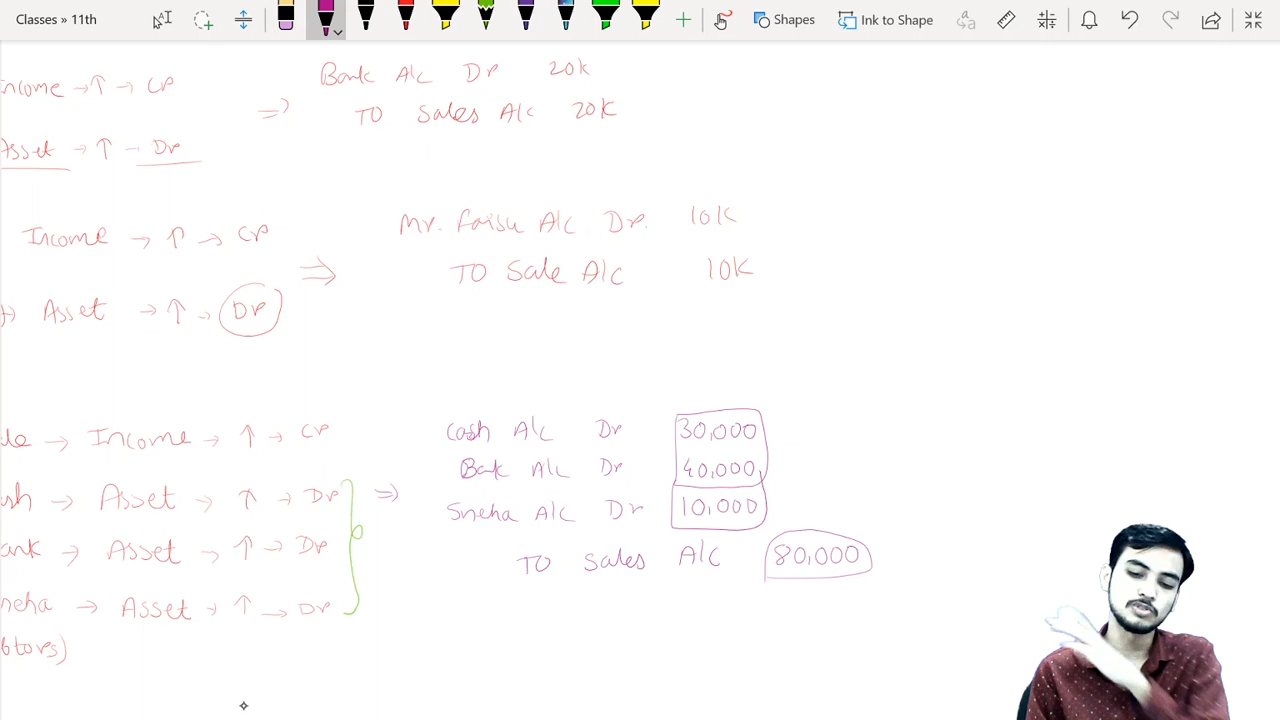 Classes » 11th
Shapes
Ink to Shape
Income → ↑ → Cr
Asset → ↑ → Dr
=> Bank A/c Dr 20k
TO Sales A/c 20k
Income → ↑ → Cr
Asset → ↑ → Dr
=> Mr. Faisu A/c Dr. 10K
TO Sale A/c 10K
le → Income → ↑ → Cr
sh → Asset → ↑ → Dr
ank → Asset → ↑ → Dr
neha → Asset → ↑ → Dr
btors)
=> Cash A/c Dr 30,000
Bank A/c Dr 40,000
Sneha A/c Dr 10,000
TO Sales A/c 80,000